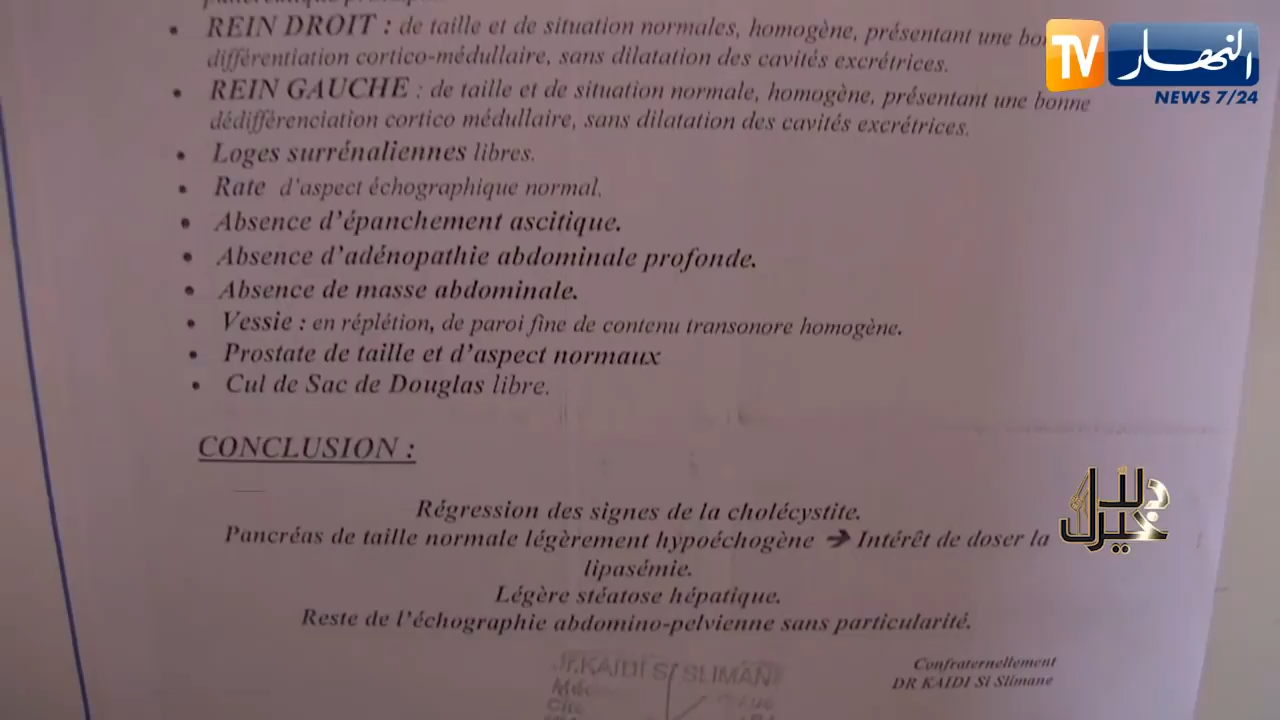 • REIN DROIT : de taille et de situation normales, homogène, présentant une
différentiation cortico-médullaire, sans dilatation des cavités excrétrices.
• REIN GAUCHE : de taille et de situation normale, homogène, présentant une bonne
dédifférenciation cortico médullaire, sans dilatation des cavités excrétrices.
• Loges surrénaliennes libres.
• Rate d'aspect échographique normal.
• Absence d'épanchement ascitique.
• Absence d'adénopathie abdominale profonde.
• Absence de masse abdominale.
• Vessie : en réplétion, de paroi fine de contenu transonore homogène.
• Prostate de taille et d'aspect normaux
• Cul de Sac de Douglas libre.
CONCLUSION :
Régression des signes de la cholécystite.
Pancréas de taille normale légèrement hypoéchogène ➔ Intérêt de doser la
lipasémie.
Légère stéatose hépatique.
Reste de l'échographie abdomino-pelvienne sans particularité.
Confraternellement
DR KAIDI Si Slimane
Dr.KAIDI SI SLIMANE
TV النهار
NEWS 7/24